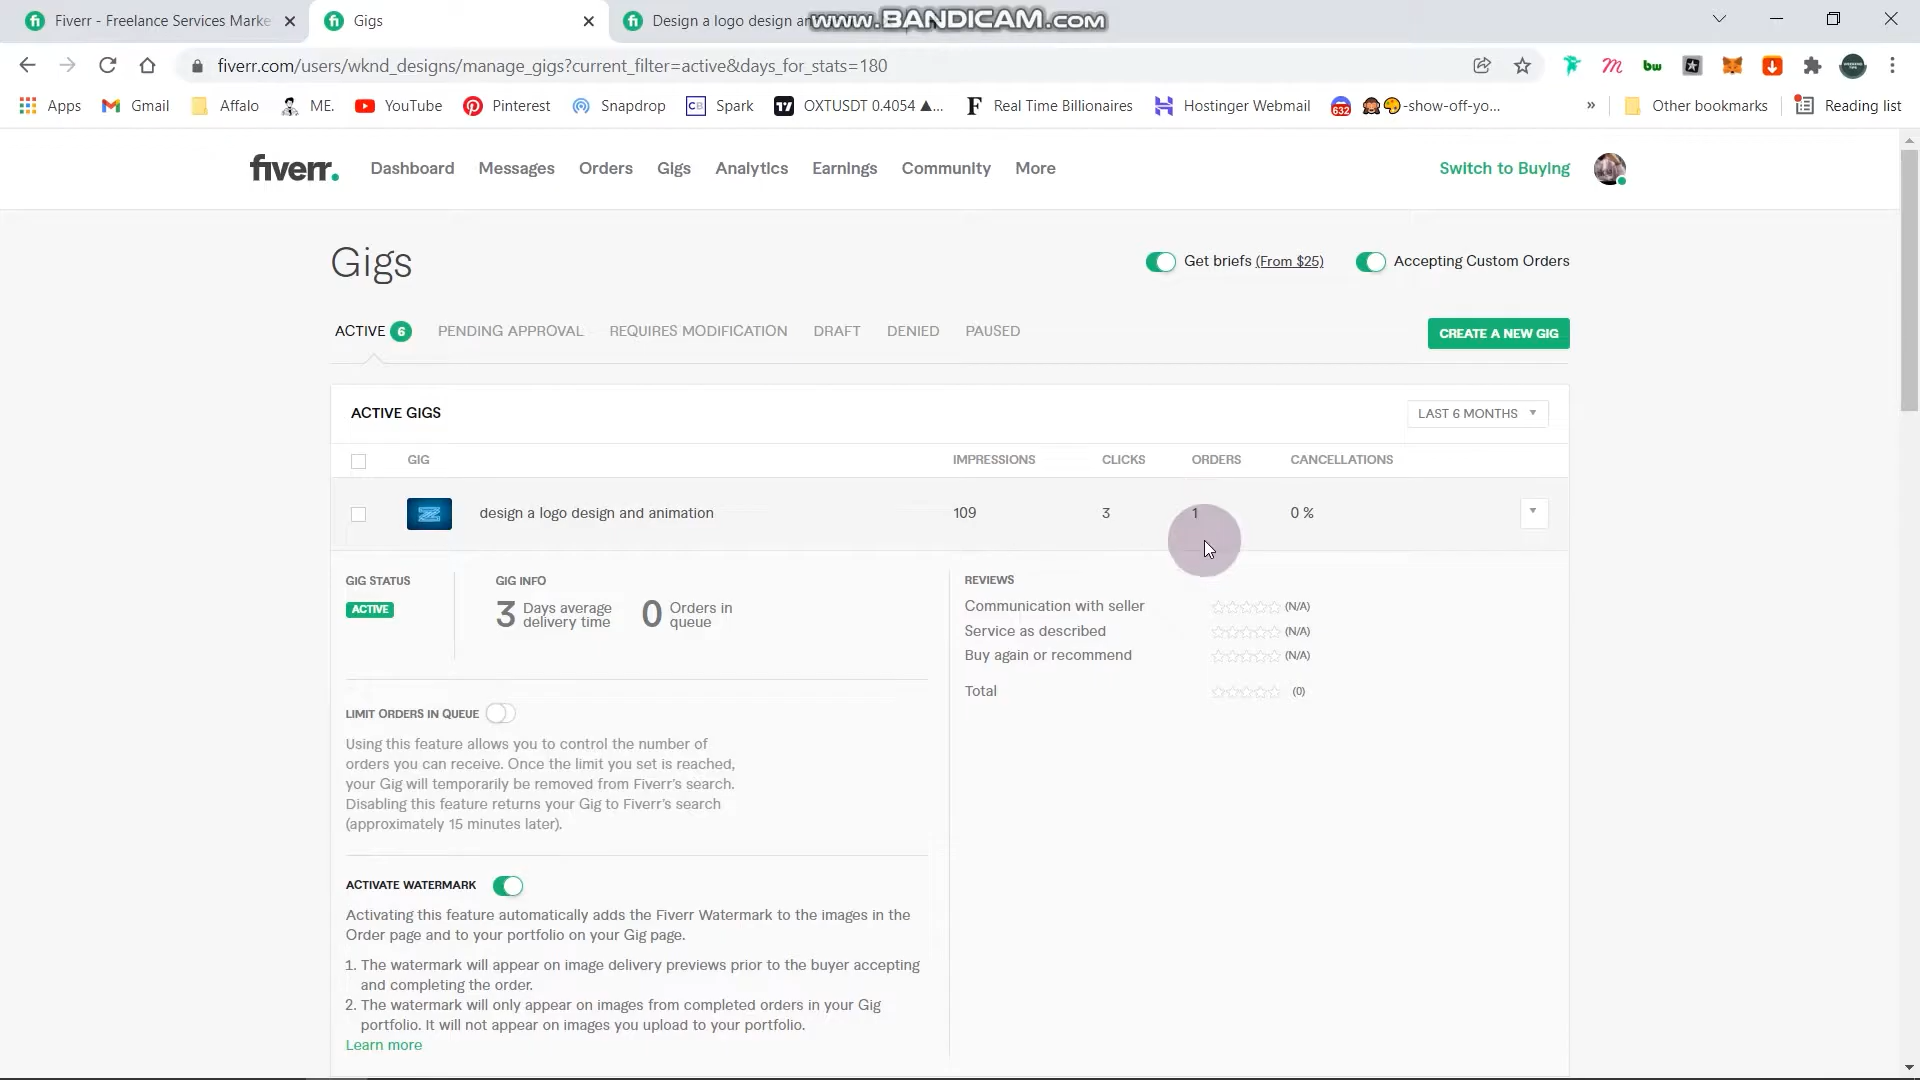 Fiverr - Freelance Services Marke
Gigs
Design a logo design an
www.BANDICAM.com
fiverr.com/users/wknd_designs/manage_gigs?current_filter=active&days_for_stats=180
Apps
Gmail
Affalo
ME.
YouTube
Pinterest
Snapdrop
Spark
OXTUSDT 0.4054 ▲...
Real Time Billionaires
Hostinger Webmail
632
-show-off-yo...
»
Other bookmarks
Reading list
fiverr.
Dashboard
Messages
Orders
Gigs
Analytics
Earnings
Community
More
Switch to Buying
Gigs
Get briefs (From $25)
Accepting Custom Orders
ACTIVE 6
PENDING APPROVAL
REQUIRES MODIFICATION
DRAFT
DENIED
PAUSED
CREATE A NEW GIG
ACTIVE GIGS
LAST 6 MONTHS
GIG
IMPRESSIONS
CLICKS
ORDERS
CANCELLATIONS
design a logo design and animation
109
3
1
0 %
GIG STATUS
ACTIVE
GIG INFO
3 Days average delivery time
0 Orders in queue
REVIEWS
Communication with seller (N/A)
Service as described (N/A)
Buy again or recommend (N/A)
Total (0)
LIMIT ORDERS IN QUEUE
Using this feature allows you to control the number of
orders you can receive. Once the limit you set is reached,
your Gig will temporarily be removed from Fiverr's search.
Disabling this feature returns your Gig to Fiverr's search
(approximately 15 minutes later).
ACTIVATE WATERMARK
Activating this feature automatically adds the Fiverr Watermark to the images in the
Order page and to your portfolio on your Gig page.
1. The watermark will appear on image delivery previews prior to the buyer accepting
and completing the order.
2. The watermark will only appear on images from completed orders in your Gig
portfolio. It will not appear on images you upload to your portfolio.
Learn more